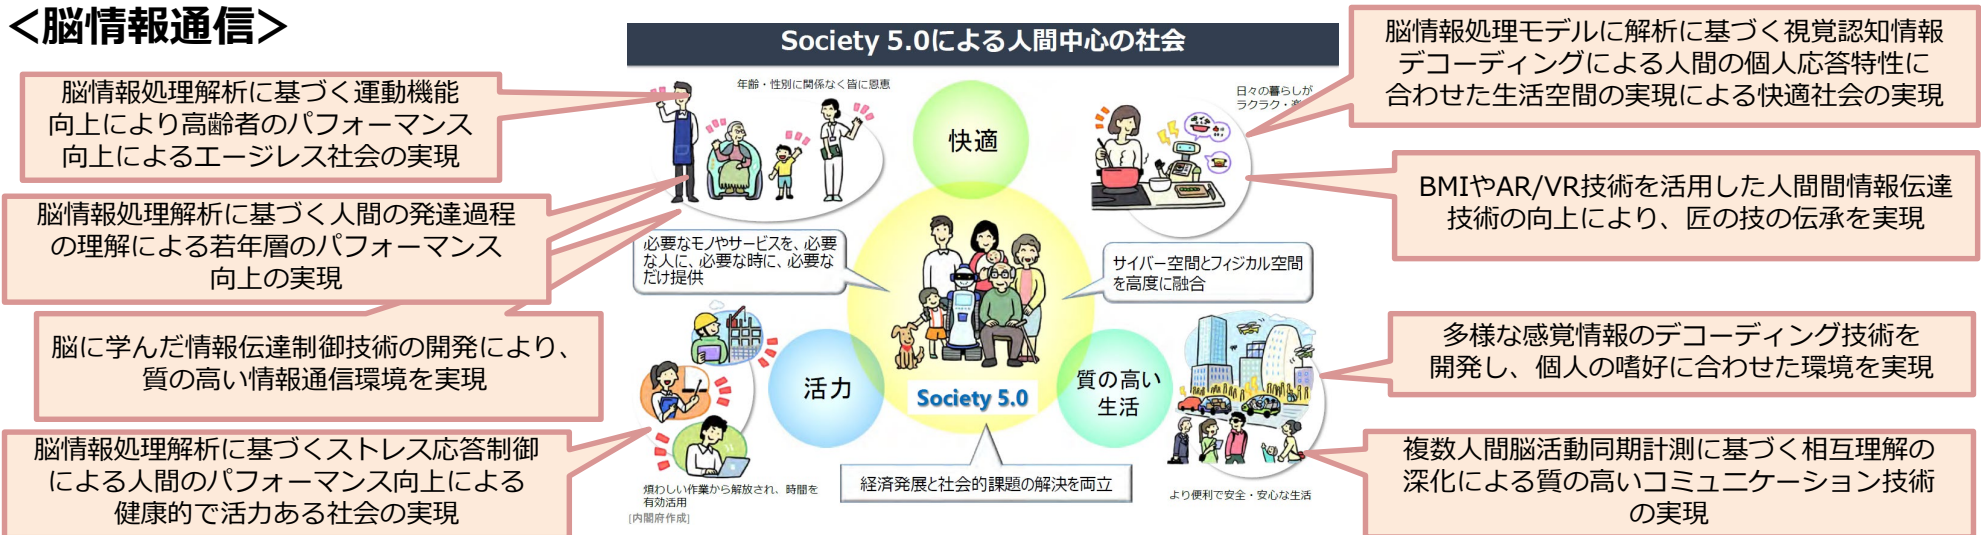 <脳情報通信>
脳情報処理解析に基づく運動機能
向上により高齢者のパフォーマンス
向上によるエージレス社会の実現
脳情報処理解析に基づく人間の発達過程
の理解による若年層のパフォーマンス
向上の実現
脳に学んだ情報伝達制御技術の開発により、
質の高い情報通信環境を実現
脳情報処理解析に基づくストレス応答制御
による人間のパフォーマンス向上による
健康的で活力ある社会の実現
Society 5.0による人間中心の社会
年齢・性別に関係なく皆に恩恵
日々の暮らしが
ラクラク・
快適
必要なモノやサービスを、必要
な人に、必要な時に、必要な
だけ提供
サイバー空間とフィジカル空間
を高度に融合
活力
Society 5.0
質の高い
生活
経済発展と社会的課題の解決を両立
煩わしい作業から解放され、時間を
有効活用
より便利で安全・安心な生活
[内閣府作成]
脳情報処理モデルに解析に基づく視覚認知情報
デコーディングによる人間の個人応答特性に
合わせた生活空間の実現による快適社会の実現
BMIやAR/VR技術を活用した人間間情報伝達
技術の向上により、匠の技の伝承を実現
多様な感覚情報のデコーディング技術を
開発し、個人の嗜好に合わせた環境を実現
複数人間脳活動同期計測に基づく相互理解の
深化による質の高いコミュニケーション技術
の実現